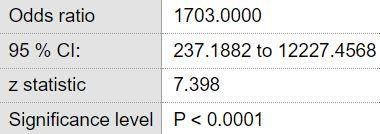 Odds ratio 1703.0000
95 % CI: 237.1882 to 12227.4568
z statistic 7.398
Significance level P < 0.0001